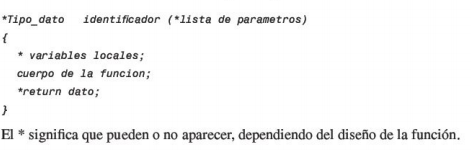 *Tipo_dato identificador (*lista de parametros)
{
* variables locales;
cuerpo de la funcion;
*return dato;
}
El * significa que pueden o no aparecer, dependiendo del diseño de la función.